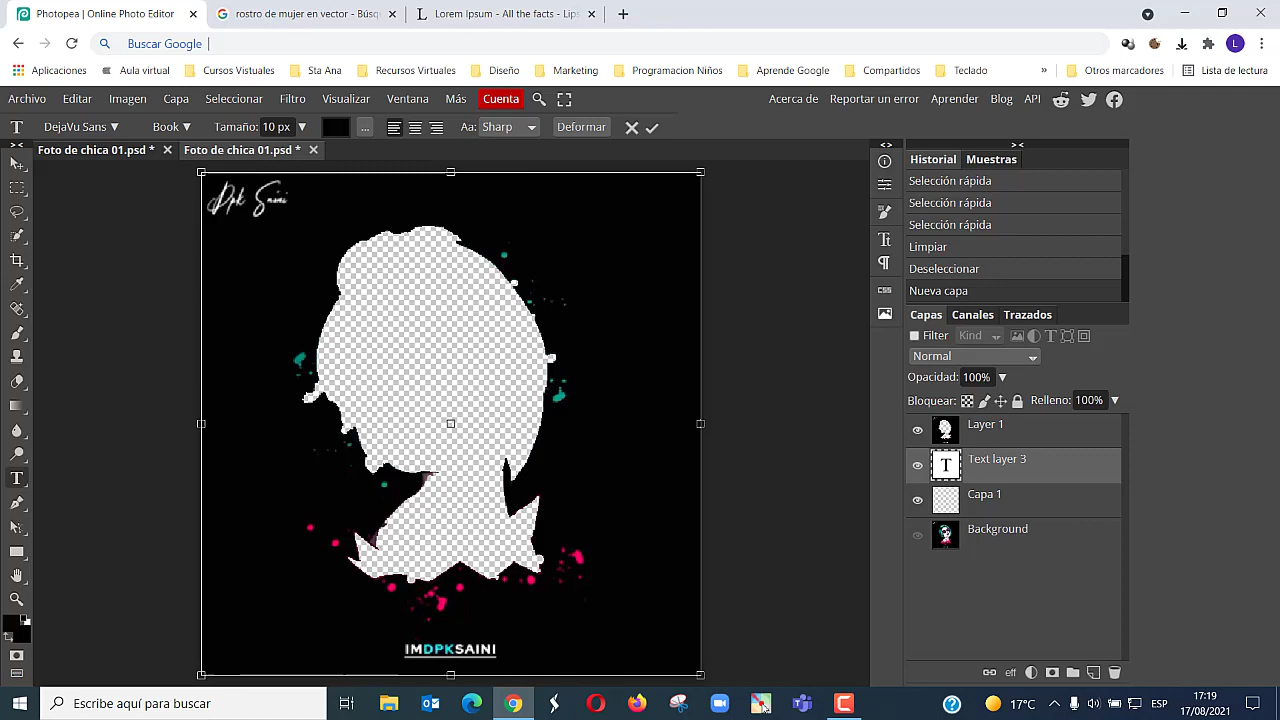 Photopea | Online Photo Editor
rostro de mujer en vector - Búsq
Lorem Ipsum - All the facts - Lips
Buscar Google
Aplicaciones
Aula virtual
Cursos Vistuales
Sta Ana
Recursos Virtuales
Diseño
Marketing
Programacion Niños
Aprende Google
Compartidos
Teclado
»
Otros marcadores
Lista de lectura
Archivo Editar Imagen Capa Seleccionar Filtro Visualizar Ventana Más Cuenta
Acerca de Reportar un error Aprender Blog API
DejaVu Sans Book Tamaño: 10 px ... Aa: Sharp Deformar
Foto de chica 01.psd * Foto de chica 01.psd *
Dpk Saini
IMDPKSAINI
Historial Muestras
Selección rápida
Selección rápida
Selección rápida
Limpiar
Deseleccionar
Nueva capa
Capas Canales Trazados
Filter Kind
Normal
Opacidad: 100%
Bloquear: Relleno: 100%
Layer 1
Text layer 3
Capa 1
Background
eff
Escribe aquí para buscar
17°C
ESP
17:19
17/08/2021